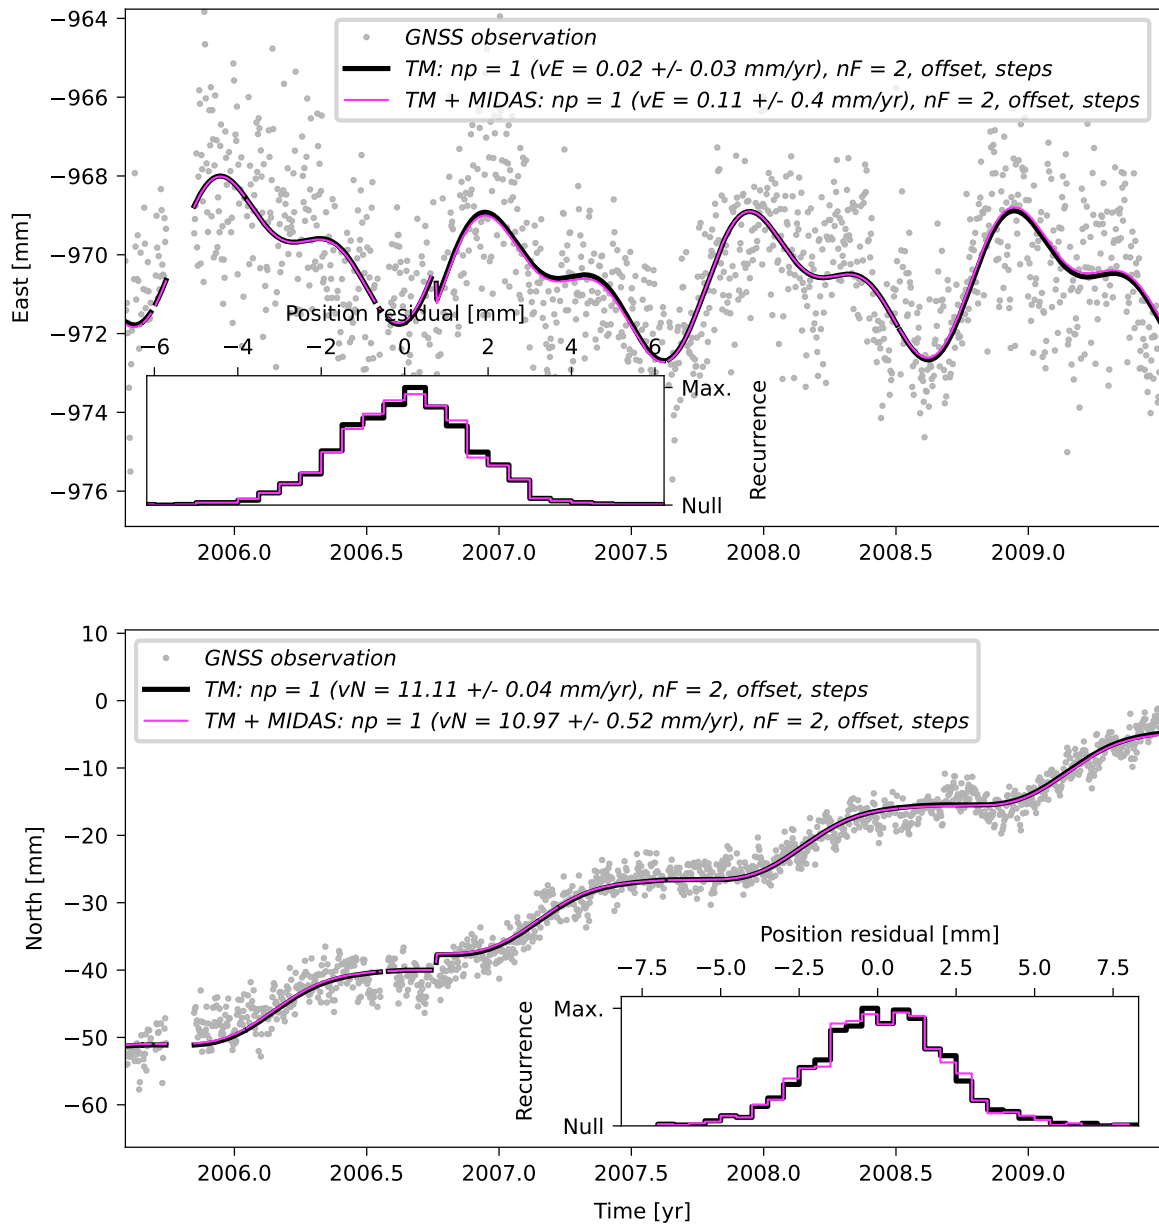 −964
−966
−968
−970
−972
−974
−976
East [mm]
GNSS observation
TM: np = 1 (vE = 0.02 +/- 0.03 mm/yr), nF = 2, offset, steps
TM + MIDAS: np = 1 (vE = 0.11 +/- 0.4 mm/yr), nF = 2, offset, steps
Position residual [mm]
−6 −4 −2 0 2 4 6
Max.
Null
Recurrence
2006.0 2006.5 2007.0 2007.5 2008.0 2008.5 2009.0
10
0
−10
−20
−30
−40
−50
−60
North [mm]
GNSS observation
TM: np = 1 (vN = 11.11 +/- 0.04 mm/yr), nF = 2, offset, steps
TM + MIDAS: np = 1 (vN = 10.97 +/- 0.52 mm/yr), nF = 2, offset, steps
Position residual [mm]
−7.5 −5.0 −2.5 0.0 2.5 5.0 7.5
Max.
Null
Recurrence
2006.0 2006.5 2007.0 2007.5 2008.0 2008.5 2009.0
Time [yr]